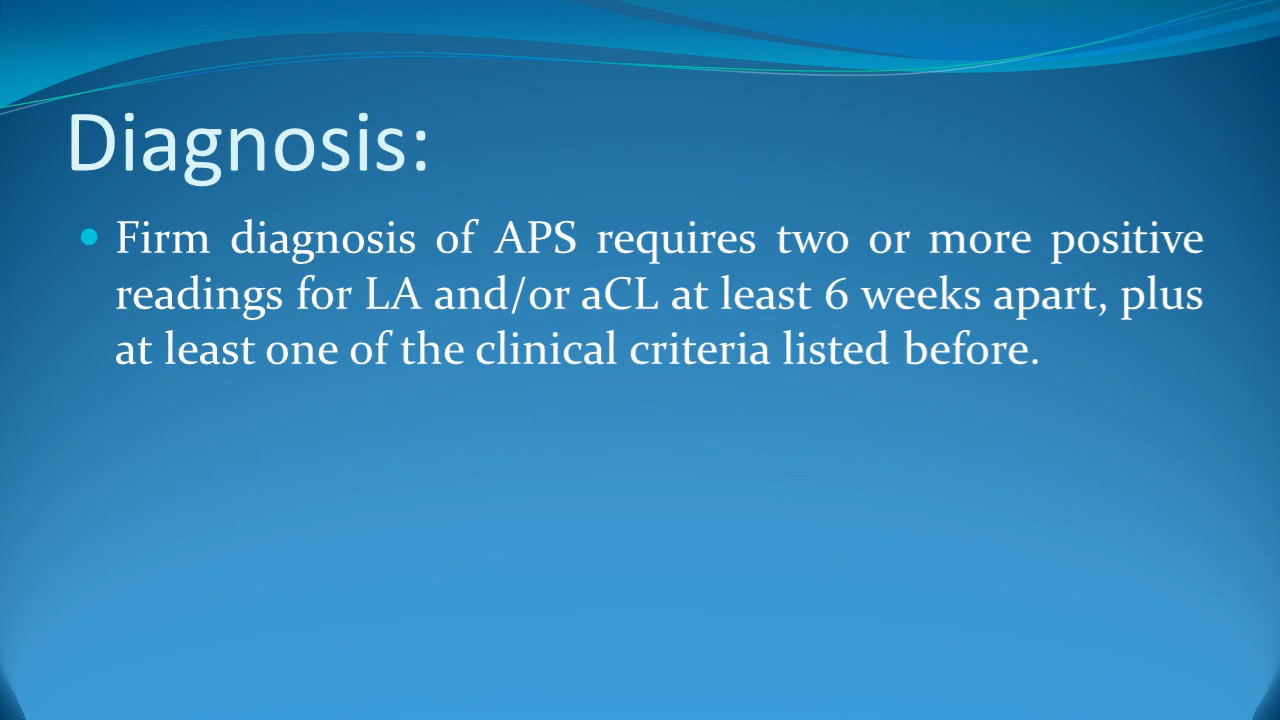 Diagnosis:
Firm diagnosis of APS requires two or more positive
readings for LA and/or aCL at least 6 weeks apart, plus
at least one of the clinical criteria listed before.